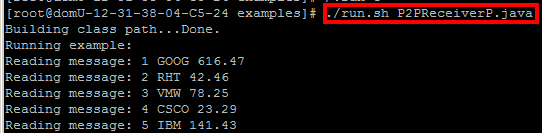 [root@domU-12-31-38-04-C5-24 examples]# ./run.sh P2PReceiverP.java
Building class path...Done.
Running example:
Reading message: 1 GOOG 616.47
Reading message: 2 RHT 42.46
Reading message: 3 VMW 78.25
Reading message: 4 CSCO 23.29
Reading message: 5 IBM 141.43